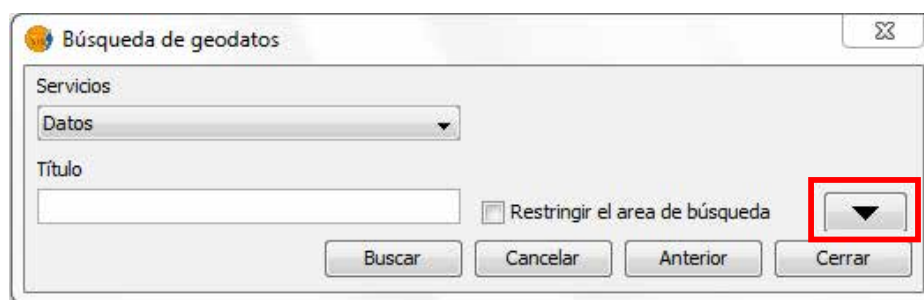 Búsqueda de geodatos
Servicios
Datos
Título
Restringir el area de búsqueda
Buscar Cancelar Anterior Cerrar